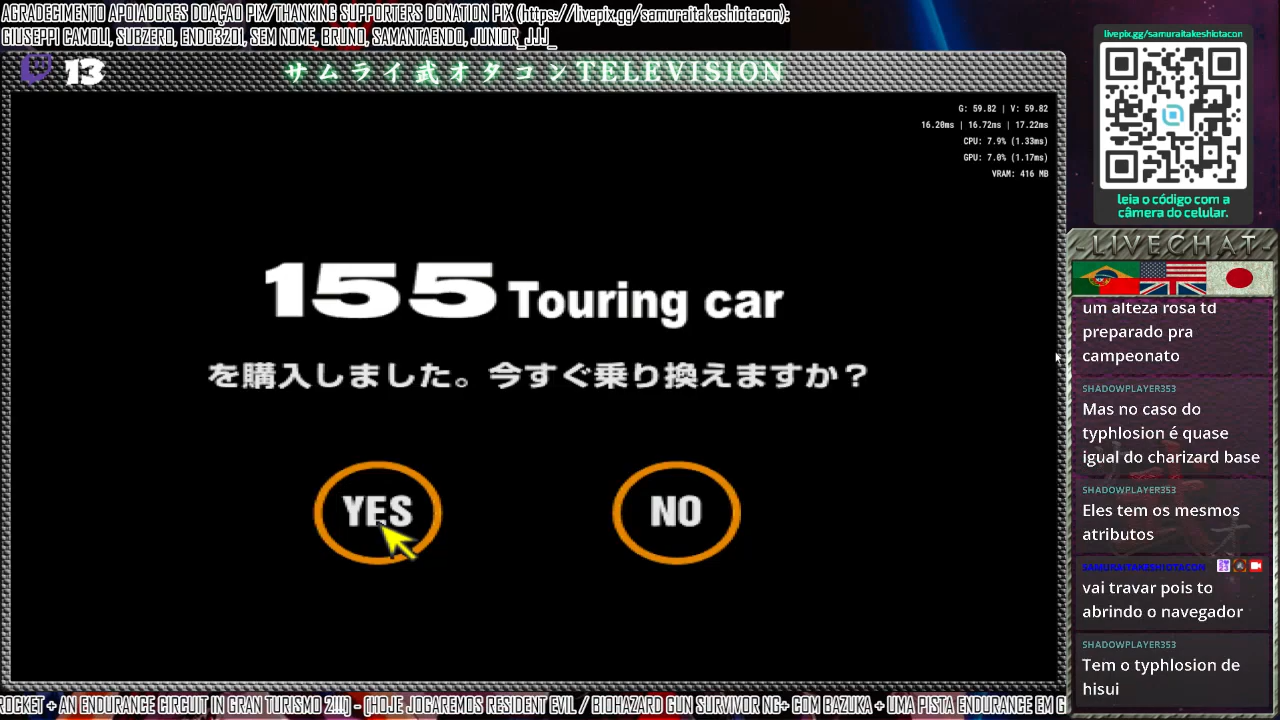 AGRADECIMENTO APOIADORES DOAÇAO PIX/THANKING SUPPORTERS DONATION PIX (https://livepix.gg/samuraitakeshiotacon):
GIUSEPPI CAMOLI, SUBZERO, ENDO3201, SEM NOME, BRUNO, SAMANTAENDO, JUNIOR_JJJ_
13
サムライ武オタコンTELEVISION
G: 59.82 | V: 59.82
16.20ms | 16.72ms | 17.22ms
CPU: 7.9% (1.33ms)
GPU: 7.0% (1.17ms)
VRAM: 416 MB
155 Touring car
を購入しました。今すぐ乗り換えますか？
YES
NO
livepix.gg/samuraitakeshiotacon
leia o código com a
câmera do celular.
-LIVECHAT-
um alteza rosa td
preparado pra
campeonato
SHADOWPLAYER353
Mas no caso do
typhlosion é quase
igual do charizard base
SHADOWPLAYER353
Eles tem os mesmos
atributos
SAMURAITAKESHIOTACON
vai travar pois to
abrindo o navegador
SHADOWPLAYER353
Tem o typhlosion de
hisui
ROCKET + AN ENDURANCE CIRCUIT IN GRAN TURISMO 2!!!) - (HOJE JOGAREMOS RESIDENT EVIL / BIOHAZARD GUN SURVIVOR NG+ COM BAZUKA + UMA PISTA ENDURANCE EM G